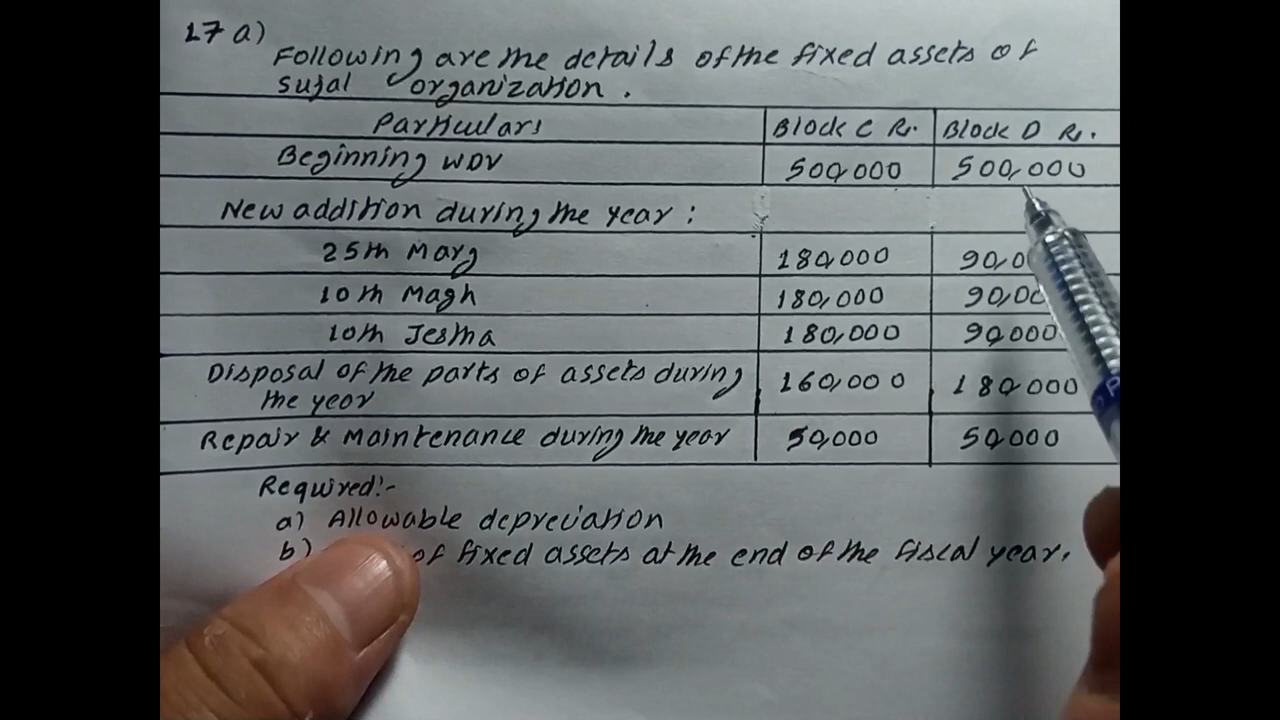 17 a)
Following are the details of the fixed assets of
sujal organization.
Particulars Block C Rs. Block D Rs.
Beginning WDV 500,000 500,000
New addition during the year:
25th Marg 180,000 90,0
10th Magh 180,000 90,00
10th Jestha 180,000 90,000
Disposal of the parts of assets during the year 160,000 180,000
Repair & Maintenance during the year 50,000 50,000
Required:-
a) Allowable depreciation
b) of fixed assets at the end of the fiscal year.